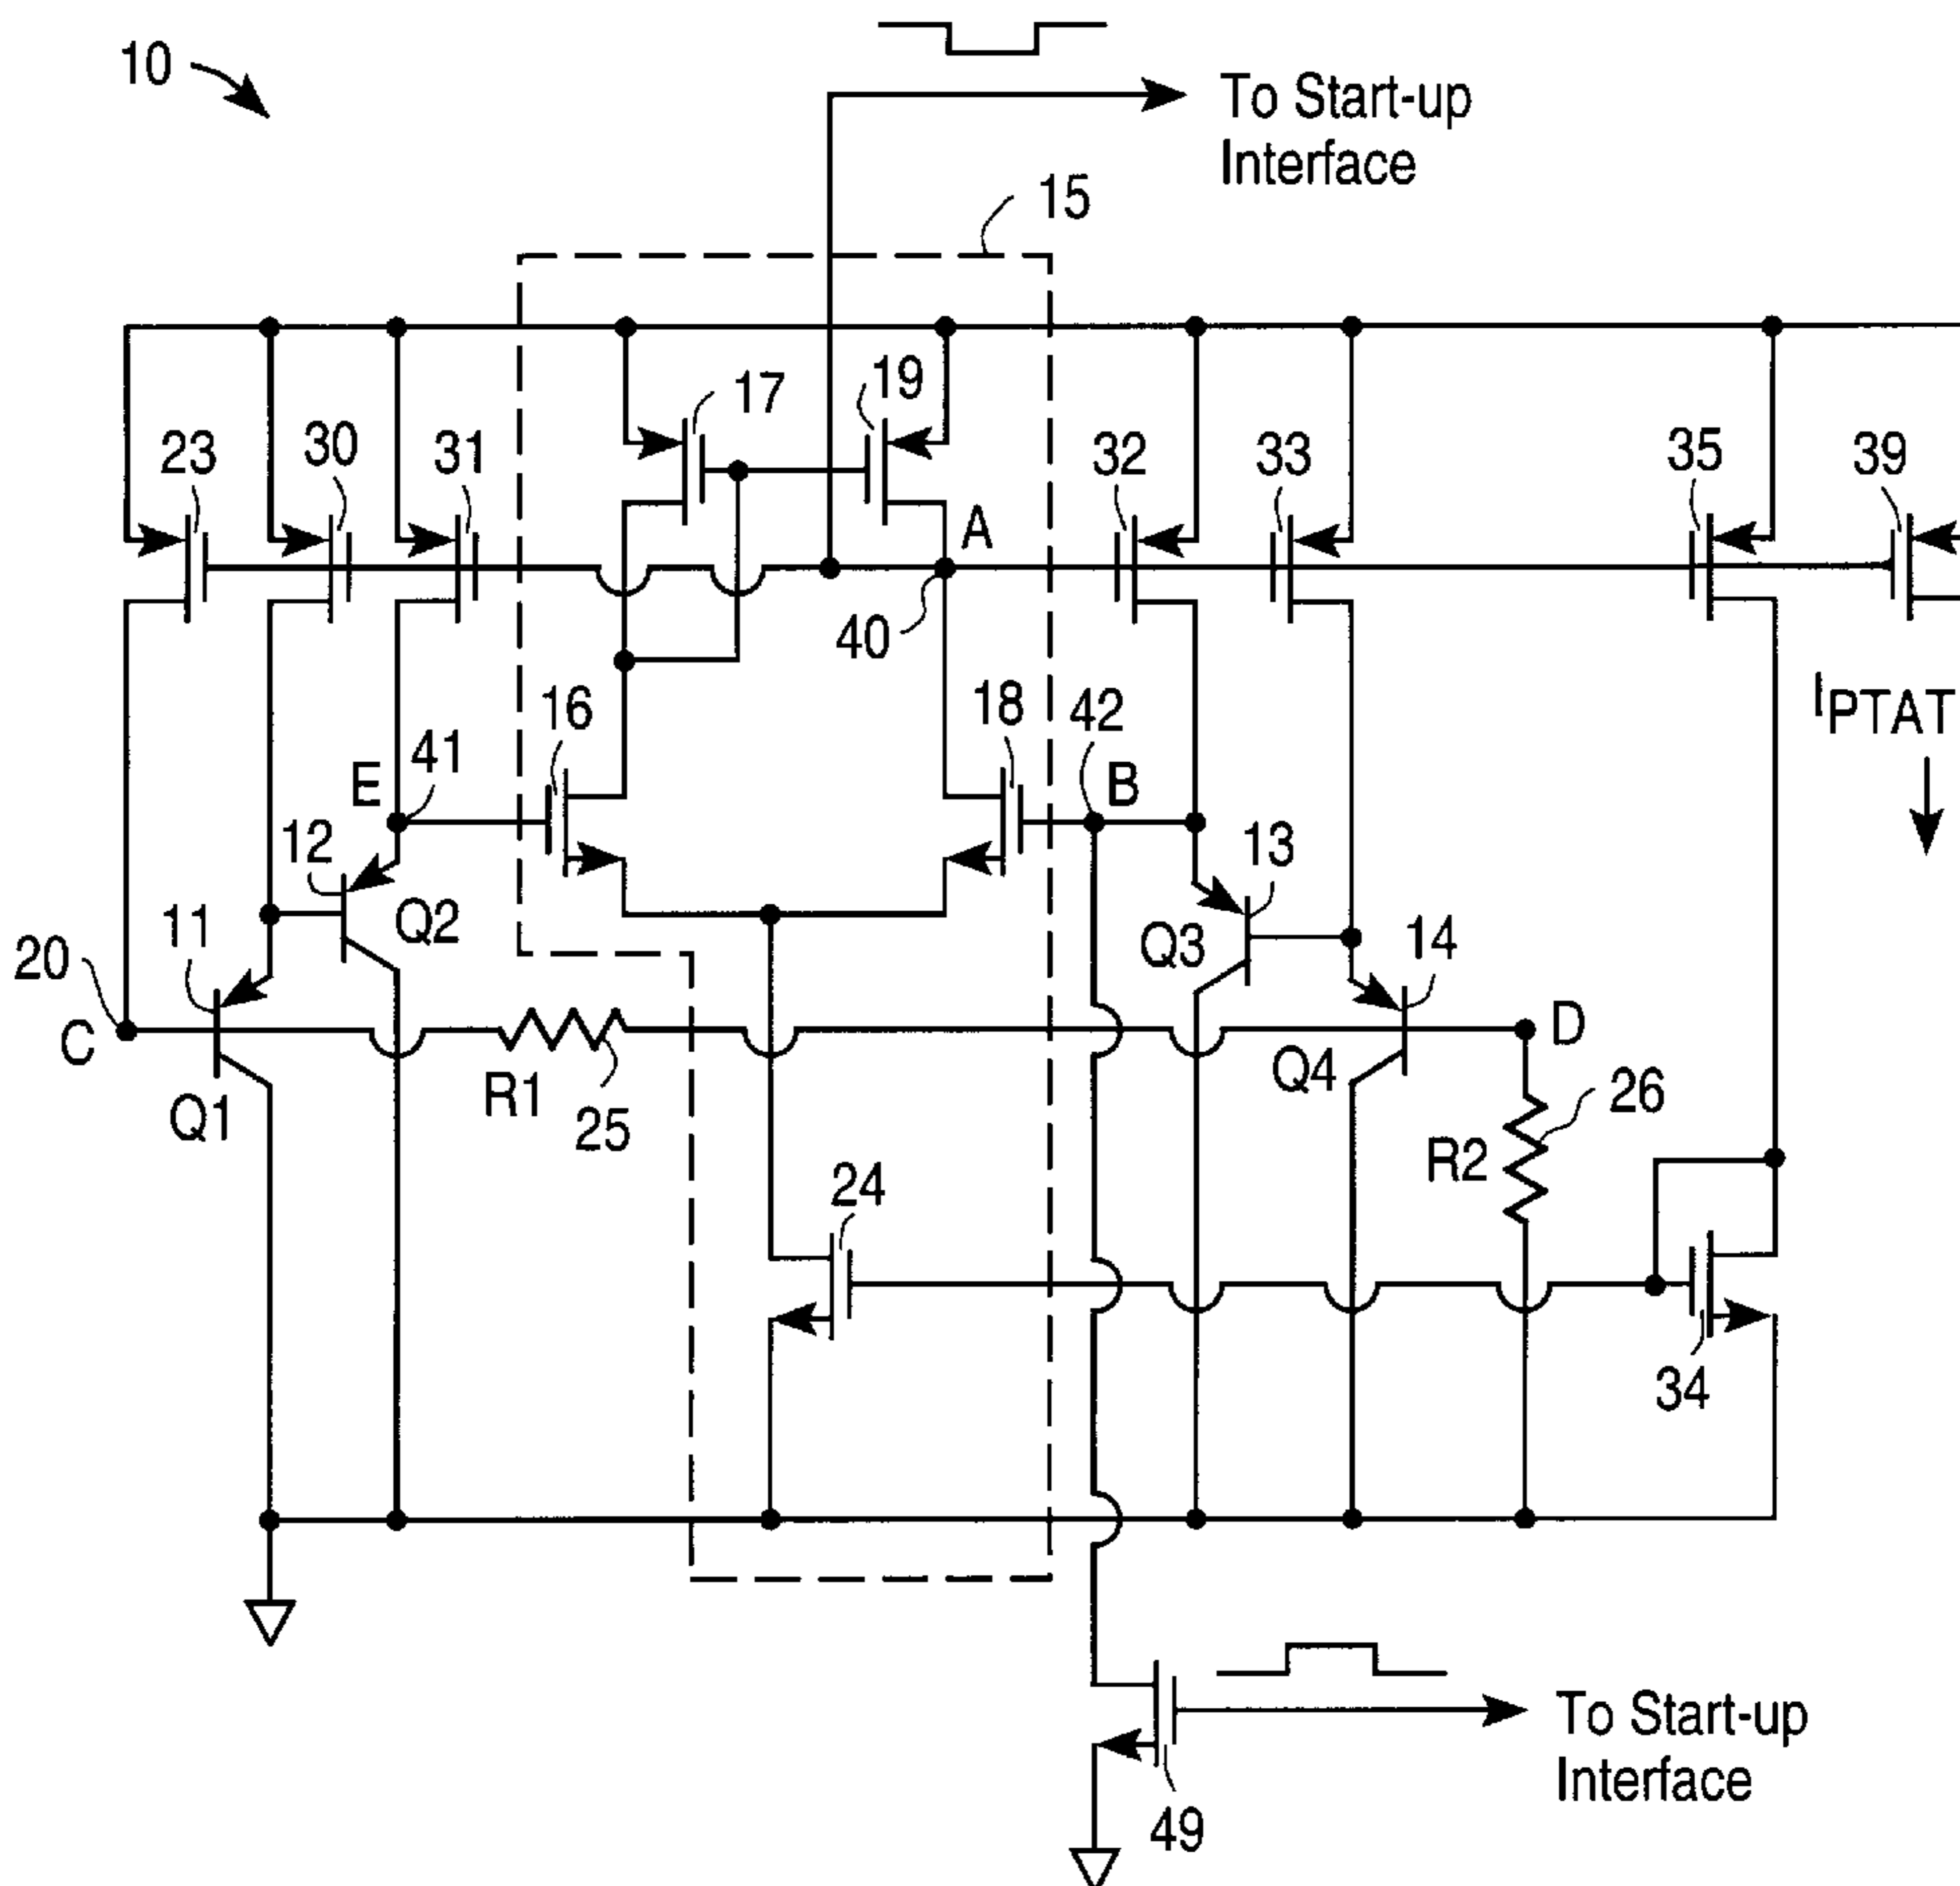 10
To Start-up
Interface
15
17
19
23
30
31
32
33
35
39
A
40
I PTAT
16
18
42
E
41
B
12
13
11
Q2
Q3
14
20
C
D
Q1
R1
25
Q4
26
R2
24
34
To Start-up
Interface
49